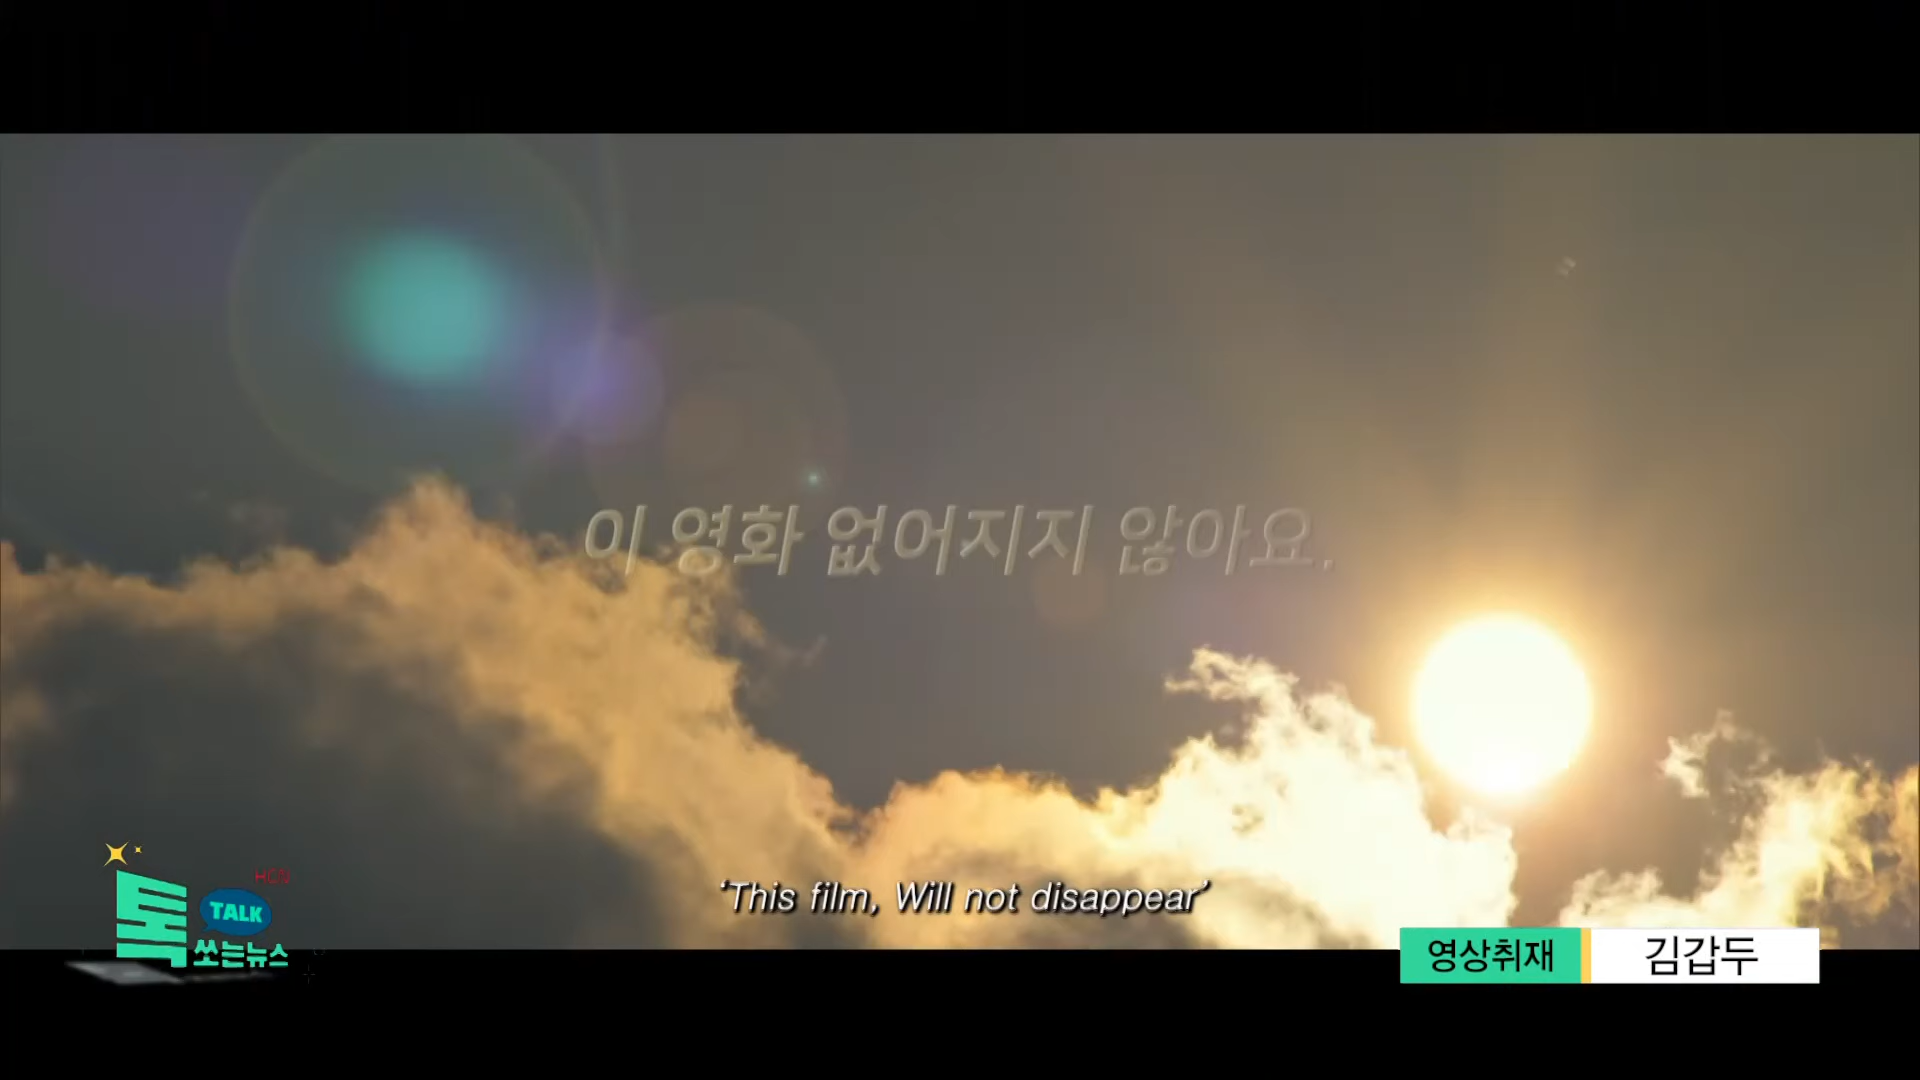 이 영화 없어지지 않아요.
‘This film, Will not disappear’
HCN
톡
TALK
쏘는뉴스
영상취재
김갑두